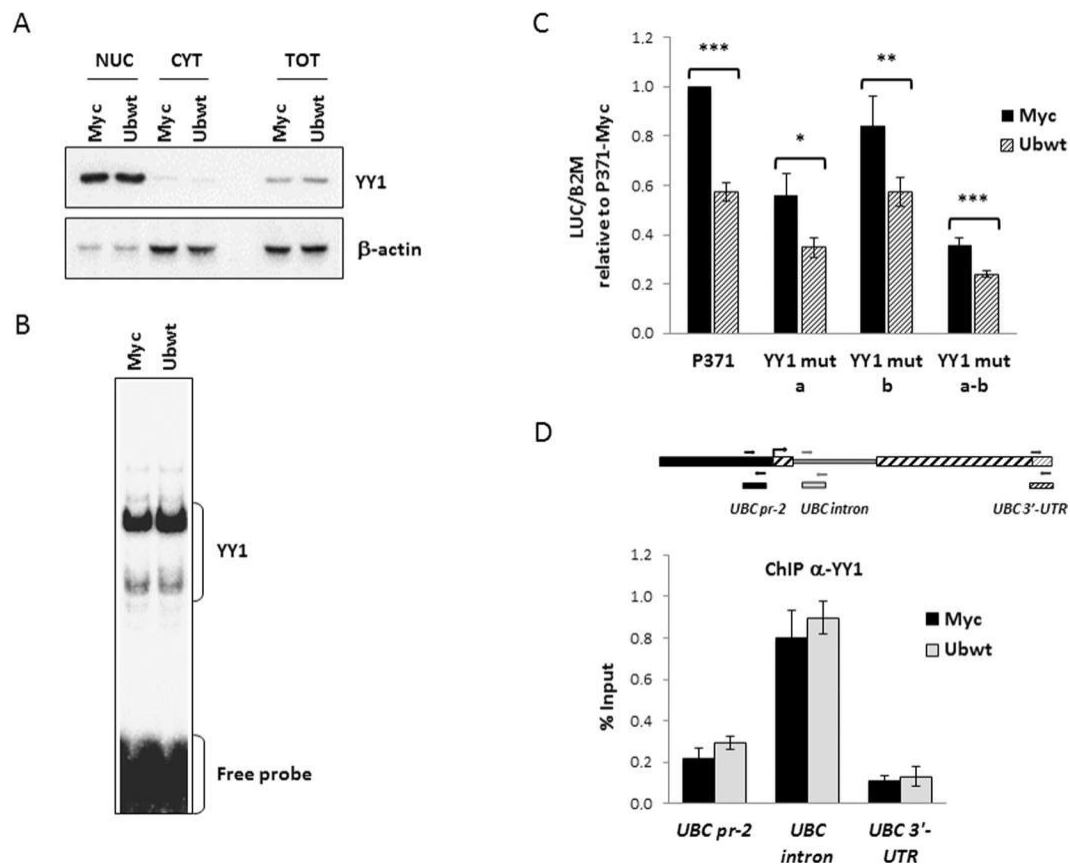 A
NUC CYT TOT
Myc Ubwt Myc Ubwt Myc Ubwt
YY1
β-actin
B
Myc Ubwt
YY1
Free probe
C
LUC/B2M
relative to P371-Myc
1.2
1.0
0.8
0.6
0.4
0.2
0.0
***
*
**
***
Myc
Ubwt
P371
YY1 mut
a
YY1 mut
b
YY1 mut
a-b
D
UBC pr-2 UBC intron UBC 3'-UTR
ChIP α-YY1
% Input
1.2
1.0
0.8
0.6
0.4
0.2
0.0
Myc
Ubwt
UBC pr-2
UBC
intron
UBC 3'-
UTR